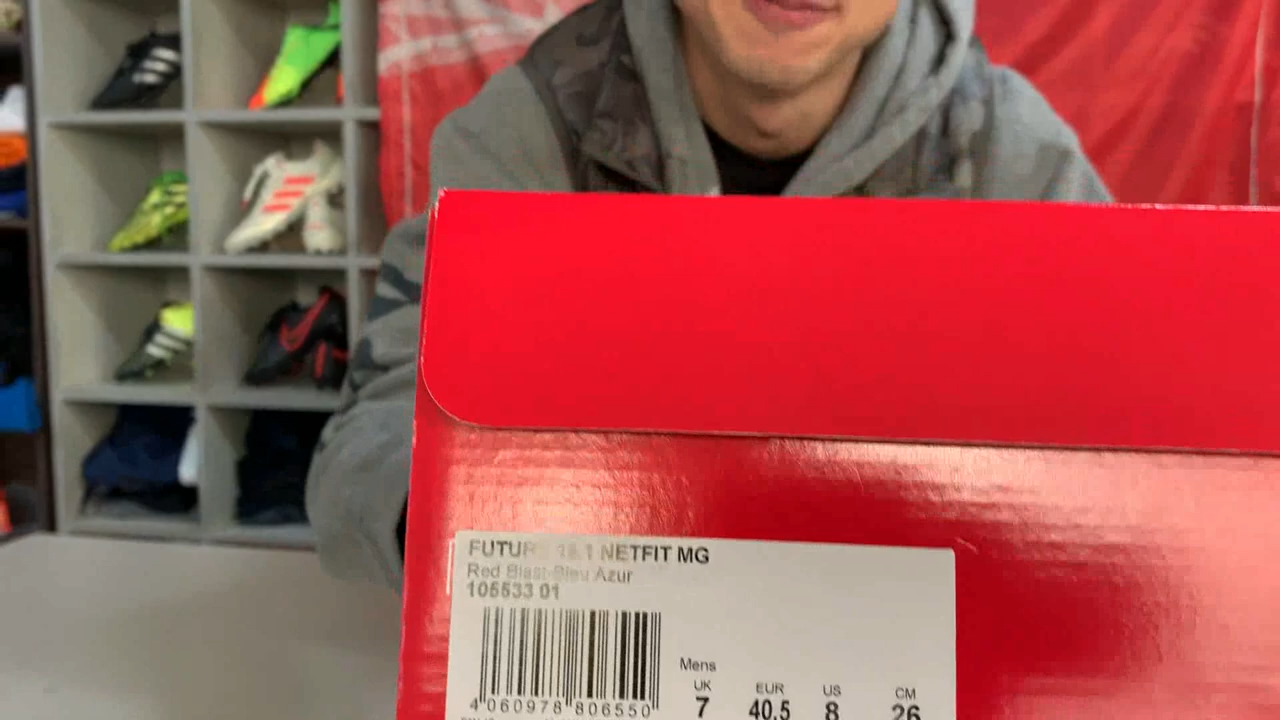 FUTURE 19.1 NETFIT MG
Red Blast-Bleu Azur
105533 01
Mens
UK EUR US CM
7 40.5 8 26
4 060978 806550